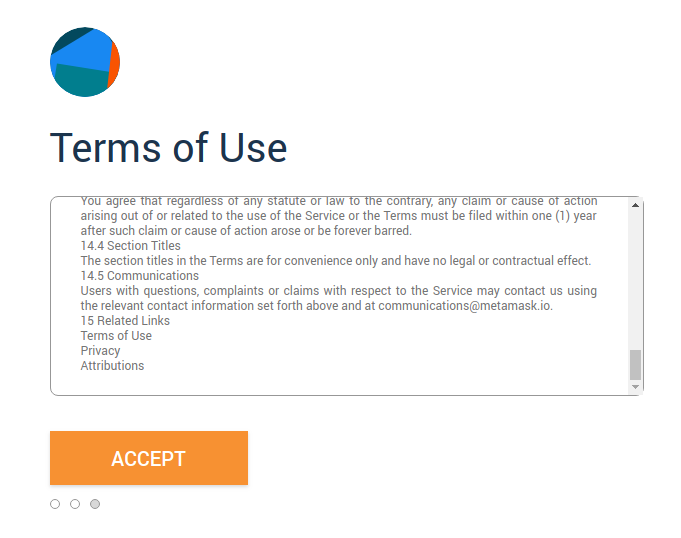 Terms of Use
You agree that regardless of any statute or law to the contrary, any claim or cause of action
arising out of or related to the use of the Service or the Terms must be filed within one (1) year
after such claim or cause of action arose or be forever barred.
14.4 Section Titles
The section titles in the Terms are for convenience only and have no legal or contractual effect.
14.5 Communications
Users with questions, complaints or claims with respect to the Service may contact us using
the relevant contact information set forth above and at communications@metamask.io.
15 Related Links
Terms of Use
Privacy
Attributions
ACCEPT